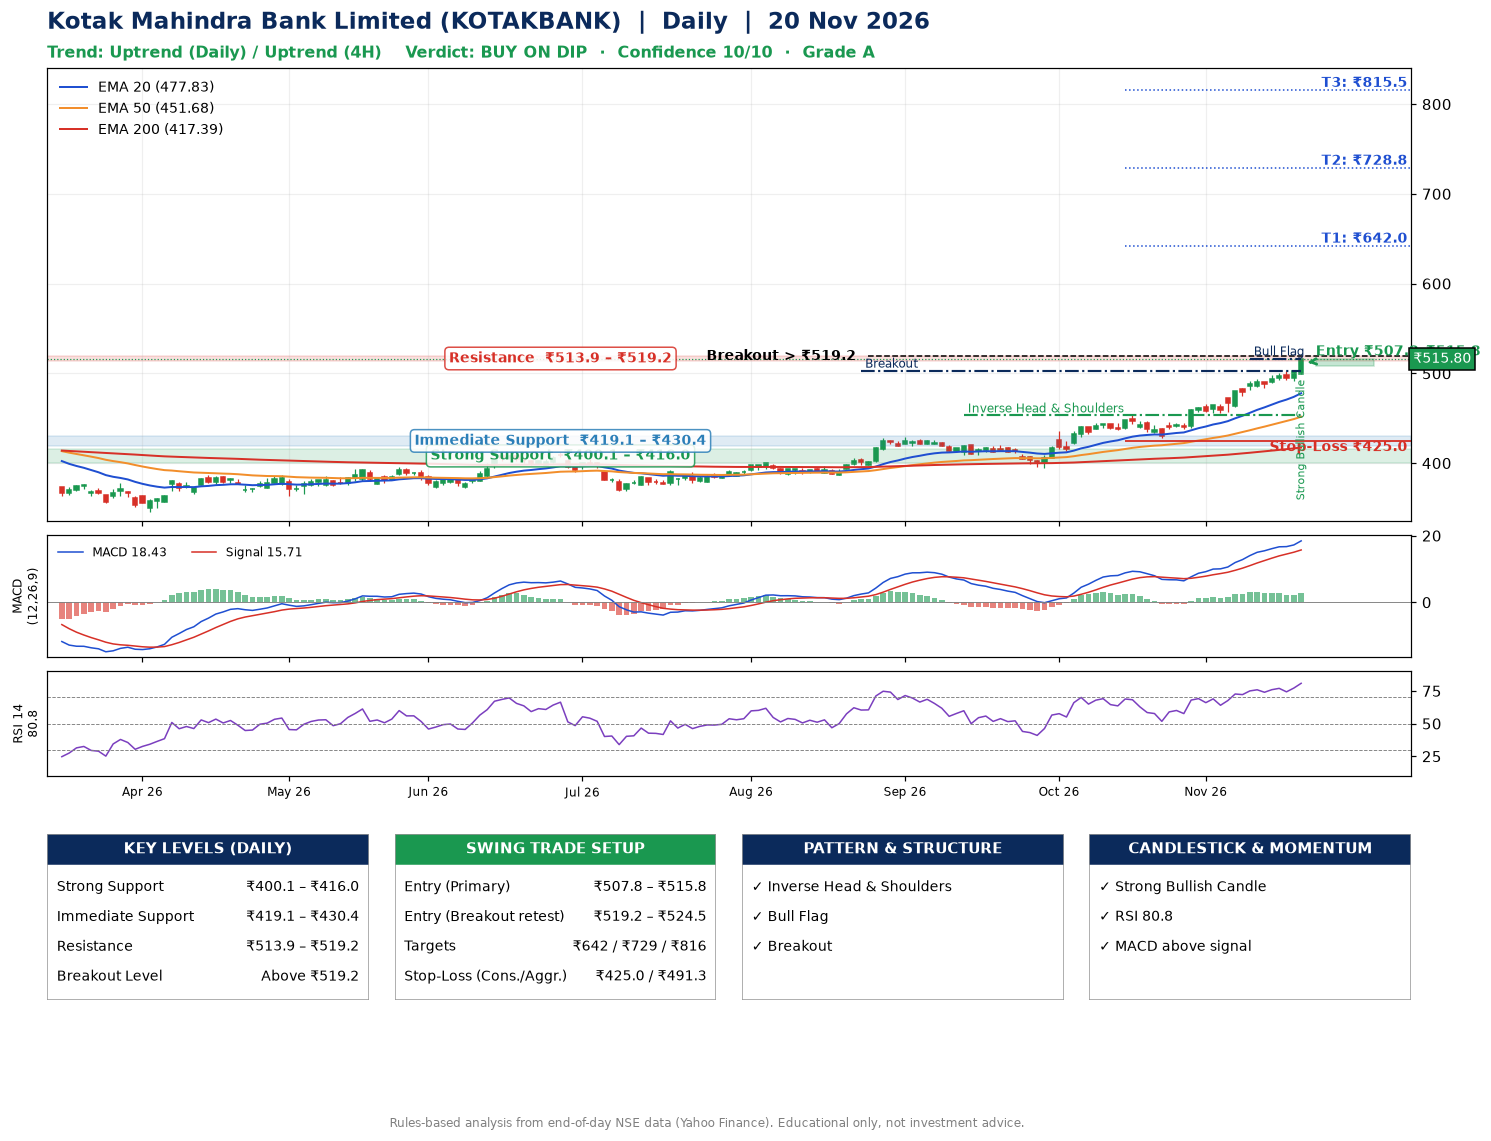 Kotak Mahindra Bank Limited (KOTAKBANK) | Daily | 20 Nov 2026
Trend: Uptrend (Daily) / Uptrend (4H) Verdict: BUY ON DIP · Confidence 10/10 · Grade A
EMA 20 (477.83)
EMA 50 (451.68)
EMA 200 (417.39)
T3: ₹815.5
T2: ₹728.8
T1: ₹642.0
800
700
600
500
400
Resistance ₹513.9 – ₹519.2
Breakout > ₹519.2
Breakout
Bull Flag
Entry ₹507.
₹515.80
Inverse Head & Shoulders
Immediate Support ₹419.1 – ₹430.4
Strong Support ₹400.1 – ₹416.0
Stop-Loss ₹425.0
Strong Bullish Candle
MACD
(12,26,9)
MACD 18.43 Signal 15.71
20
0
RSI 14
80.8
75
50
25
Apr 26 May 26 Jun 26 Jul 26 Aug 26 Sep 26 Oct 26 Nov 26
KEY LEVELS (DAILY)
Strong Support ₹400.1 – ₹416.0
Immediate Support ₹419.1 – ₹430.4
Resistance ₹513.9 – ₹519.2
Breakout Level Above ₹519.2
SWING TRADE SETUP
Entry (Primary) ₹507.8 – ₹515.8
Entry (Breakout retest) ₹519.2 – ₹524.5
Targets ₹642 / ₹729 / ₹816
Stop-Loss (Cons./Aggr.) ₹425.0 / ₹491.3
PATTERN & STRUCTURE
✓ Inverse Head & Shoulders
✓ Bull Flag
✓ Breakout
CANDLESTICK & MOMENTUM
✓ Strong Bullish Candle
✓ RSI 80.8
✓ MACD above signal
Rules-based analysis from end-of-day NSE data (Yahoo Finance). Educational only, not investment advice.